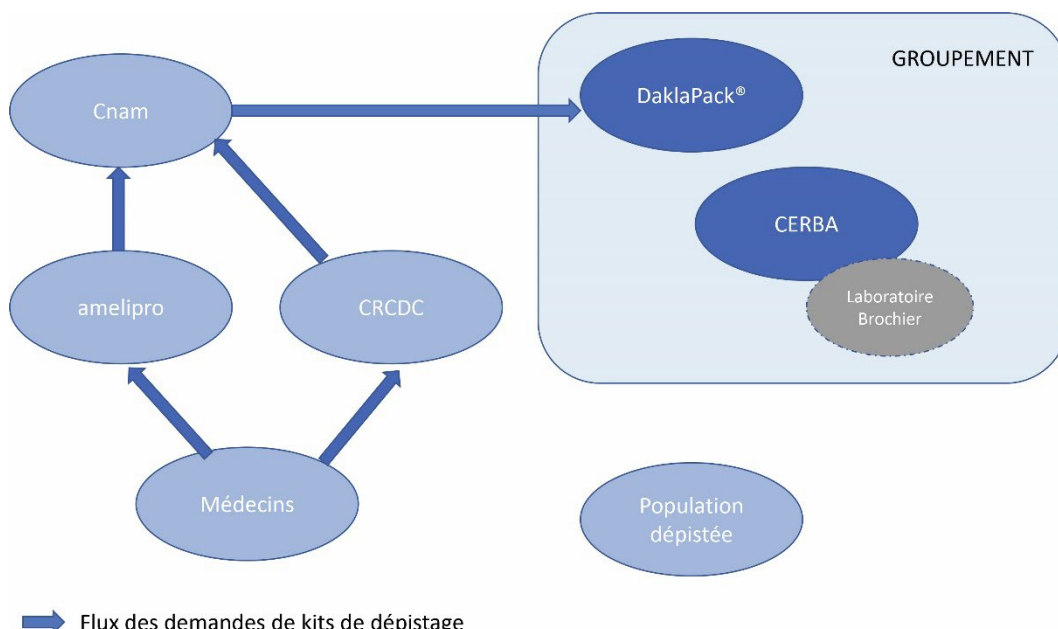 GROUPEMENT
DaklaPack®
Cnam
CERBA
amelipro
CRCDC
Laboratoire
Brochier
Médecins
Population
dépistée
Flux des demandes de kits de dépistage